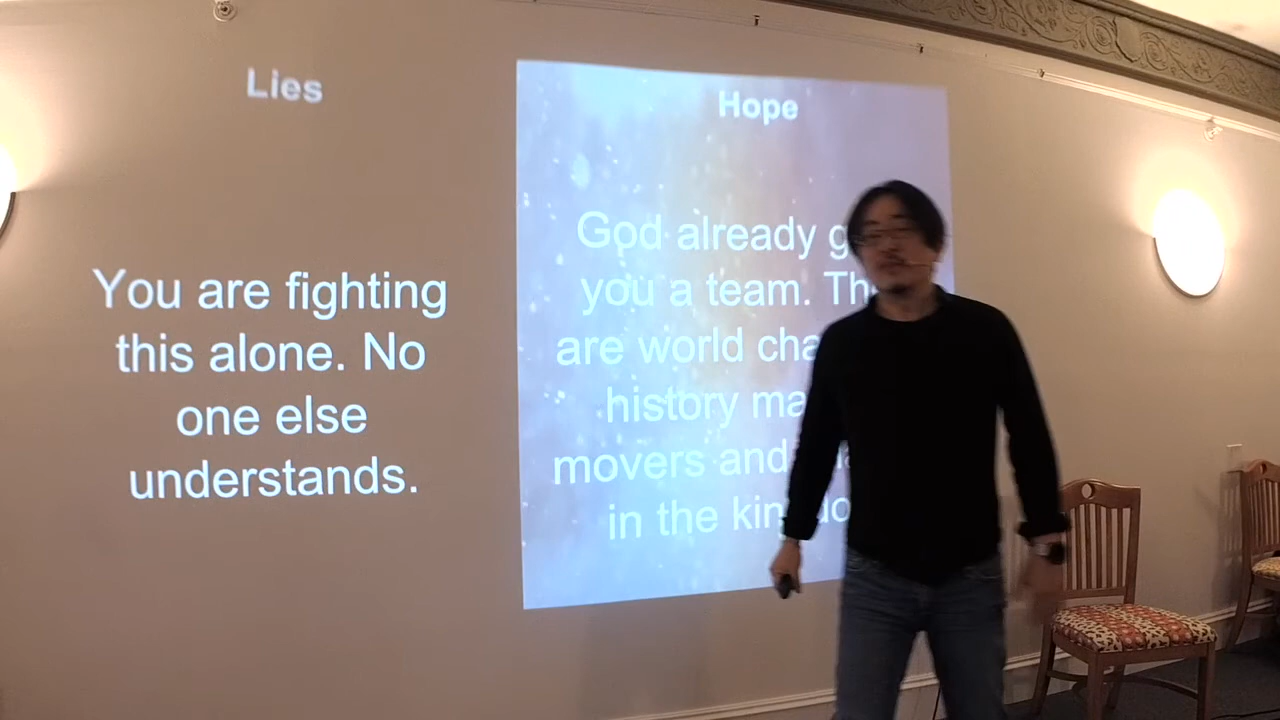 Lies
You are fighting
this alone. No
one else
understands.
Hope
God already
you a team.
are world
history
movers and
in the